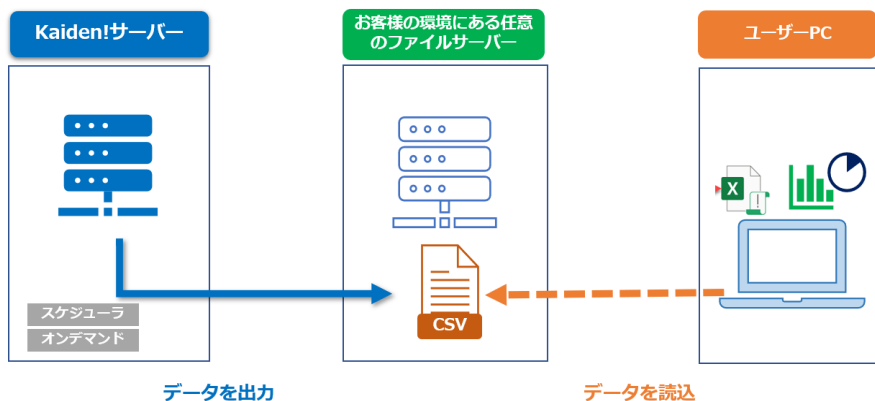 Kaiden!サーバー
お客様の環境にある任意
のファイルサーバー
ユーザーPC
X
!
CSV
スケジューラ
オンデマンド
データを出力
データを読込